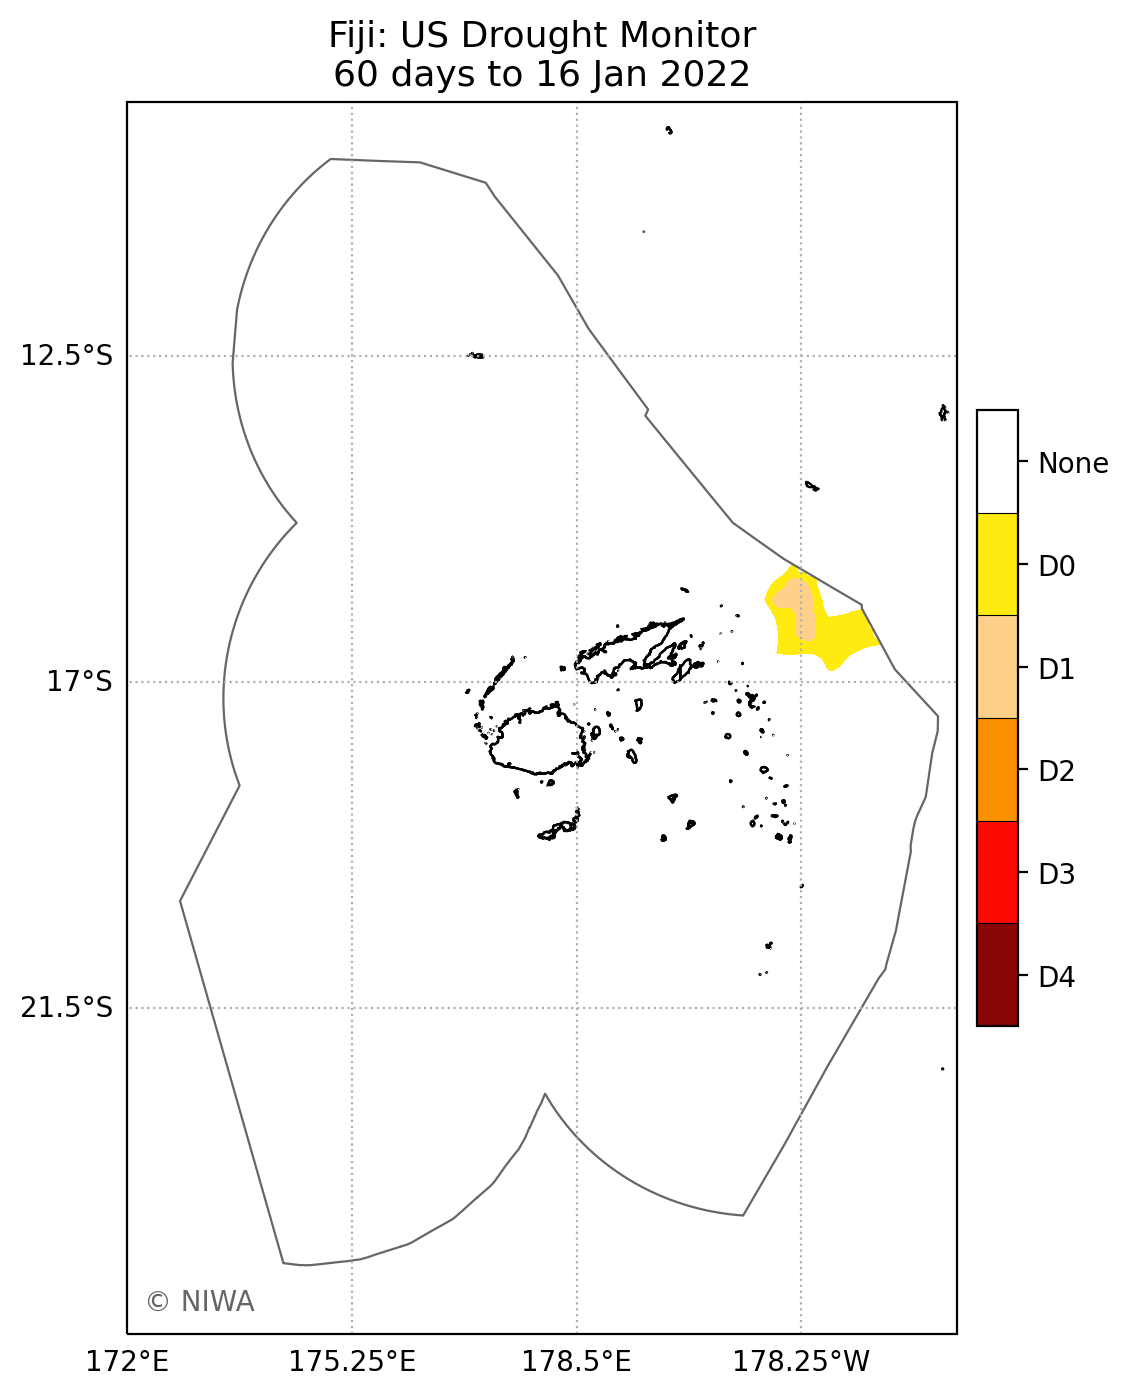 Fiji: US Drought Monitor
60 days to 16 Jan 2022
12.5°S
17°S
21.5°S
172°E
175.25°E
178.5°E
178.25°W
None
D0
D1
D2
D3
D4
© NIWA